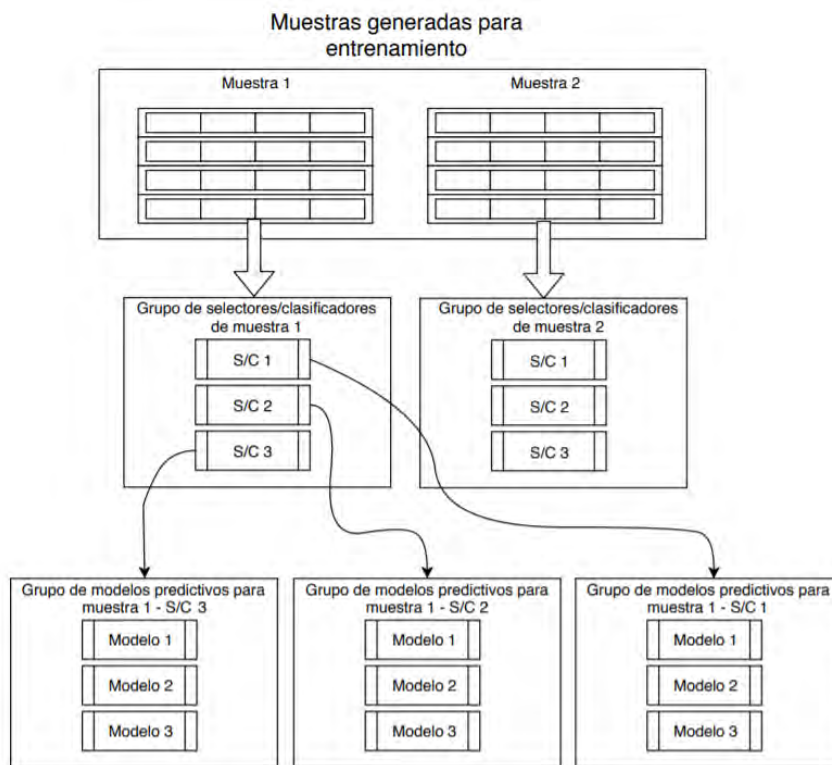 Muestras generadas para
entrenamiento
Muestra 1
Muestra 2
Grupo de selectores/clasificadores
de muestra 1
S/C 1
S/C 2
S/C 3
Grupo de selectores/clasificadores
de muestra 2
S/C 1
S/C 2
S/C 3
Grupo de modelos predictivos para
muestra 1 - S/C 3
Modelo 1
Modelo 2
Modelo 3
Grupo de modelos predictivos para
muestra 1 - S/C 2
Modelo 1
Modelo 2
Modelo 3
Grupo de modelos predictivos para
muestra 1 - S/C 1
Modelo 1
Modelo 2
Modelo 3